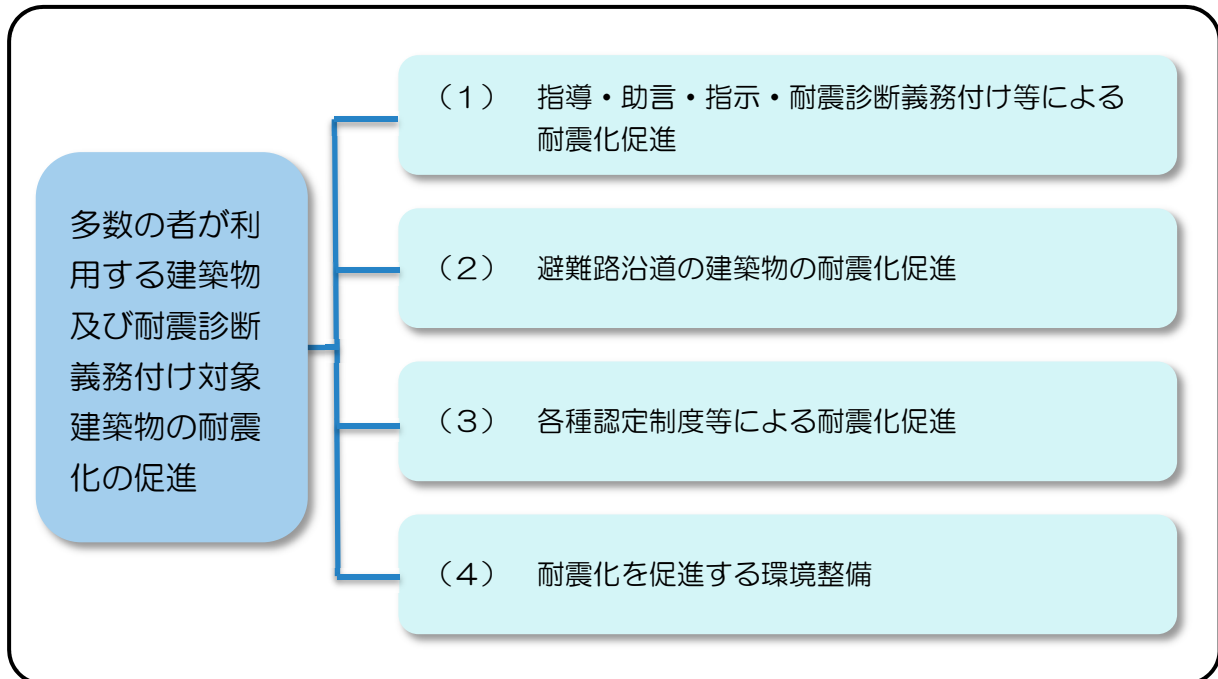 多数の者が利
用する建築物
及び耐震診断
義務付け対象
建築物の耐震
化の促進
(1) 指導・助言・指示・耐震診断義務付け等による
耐震化促進
(2) 避難路沿道の建築物の耐震化促進
(3) 各種認定制度等による耐震化促進
(4) 耐震化を促進する環境整備